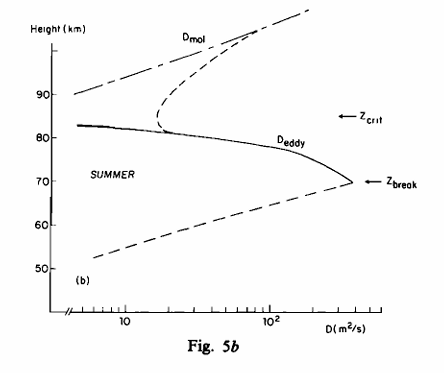 Height (km)
D_mol
90
Z_crit
80
D_eddy
SUMMER
70
Z_break
60
50
(b)
10
10²
D(m²/s)
Fig. 5b